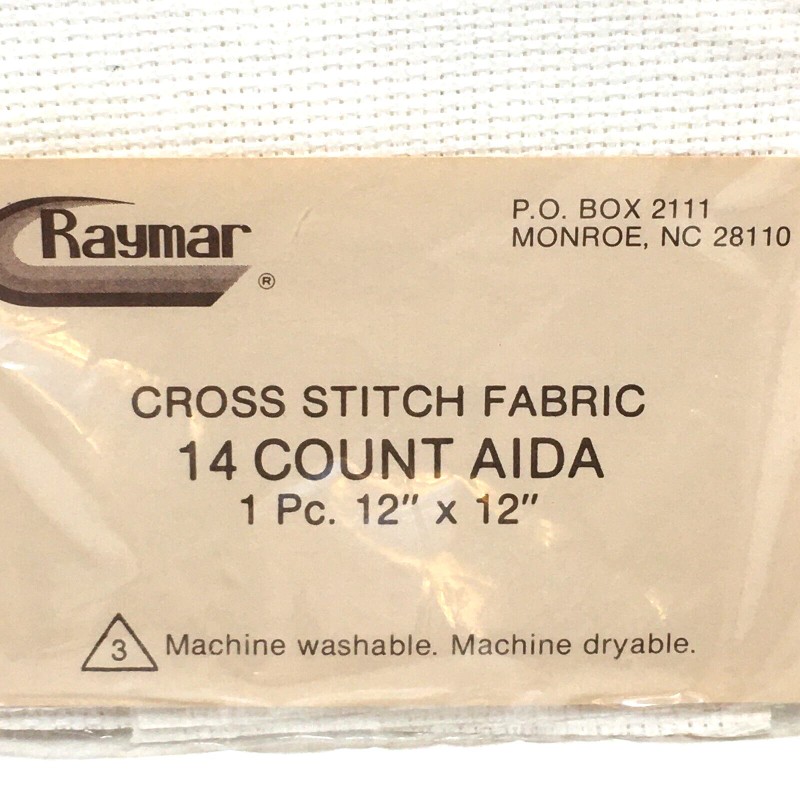 Raymar®
P.O. BOX 2111
MONROE, NC 28110
CROSS STITCH FABRIC
14 COUNT AIDA
1 Pc. 12" x 12"
3 Machine washable. Machine dryable.